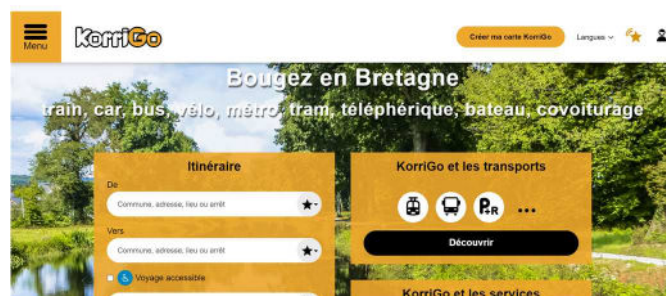 Menu
KorriGo
Créer ma carte KorriGo
Langues
Bougez en Bretagne
train, car, bus, vélo, métro, tram, téléphérique, bateau, covoiturage
Itinéraire
De
Commune, adresse, lieu ou arrêt
Vers
Commune, adresse, lieu ou arrêt
Voyage accessible
KorriGo et les transports
P+R
...
Découvrir
KorriGo et les services